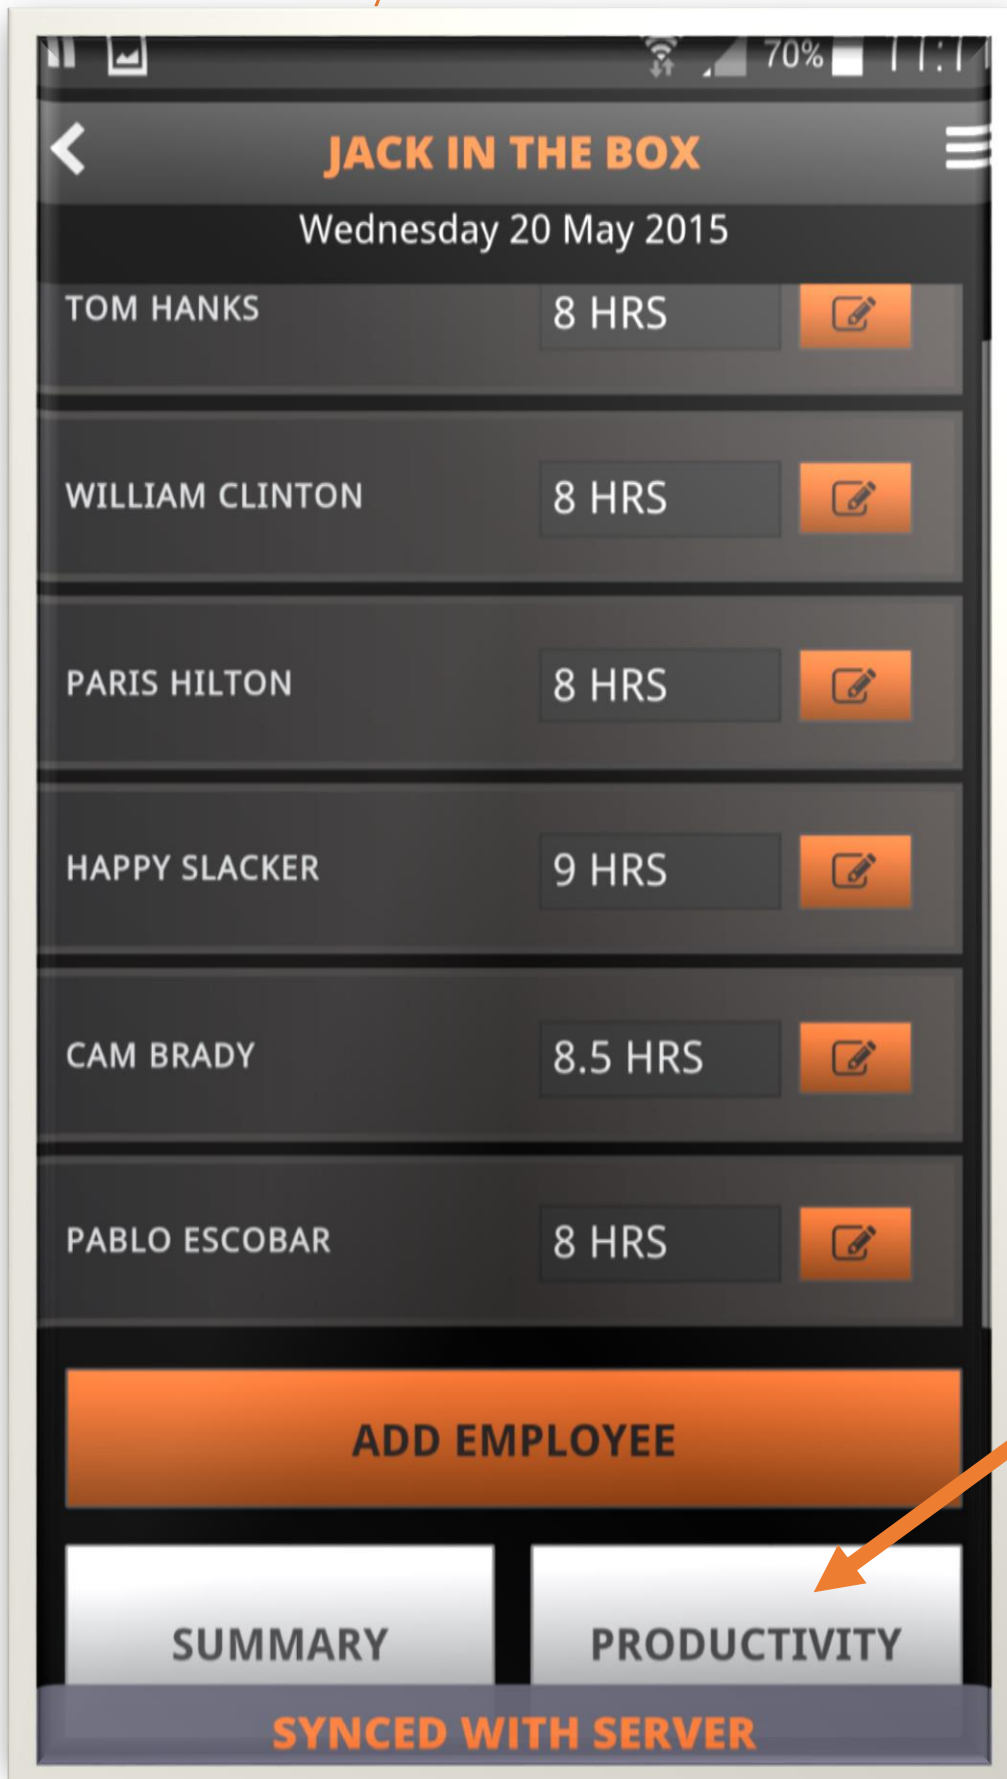 70% 11:11
JACK IN THE BOX
Wednesday 20 May 2015
TOM HANKS 8 HRS
WILLIAM CLINTON 8 HRS
PARIS HILTON 8 HRS
HAPPY SLACKER 9 HRS
CAM BRADY 8.5 HRS
PABLO ESCOBAR 8 HRS
ADD EMPLOYEE
SUMMARY PRODUCTIVITY
SYNCED WITH SERVER